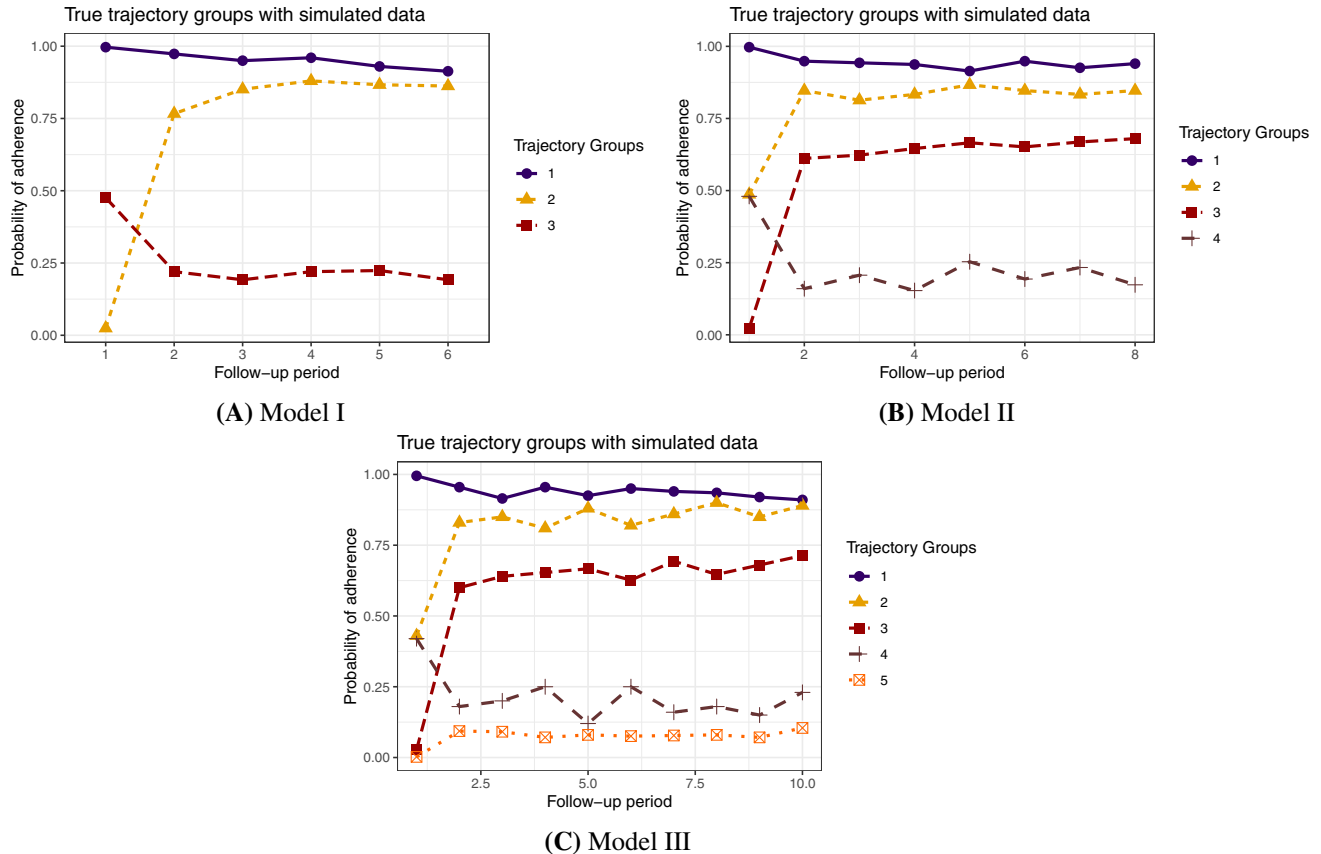 True trajectory groups with simulated data
Probability of adherence
1.00
0.75
0.50
0.25
0.00
1 2 3 4 5 6
Follow-up period
Trajectory Groups
1
2
3
(A) Model I
True trajectory groups with simulated data
Probability of adherence
1.00
0.75
0.50
0.25
0.00
2 4 6 8
Follow-up period
Trajectory Groups
1
2
3
4
(B) Model II
True trajectory groups with simulated data
Probability of adherence
1.00
0.75
0.50
0.25
0.00
2.5 5.0 7.5 10.0
Follow-up period
Trajectory Groups
1
2
3
4
5
(C) Model III